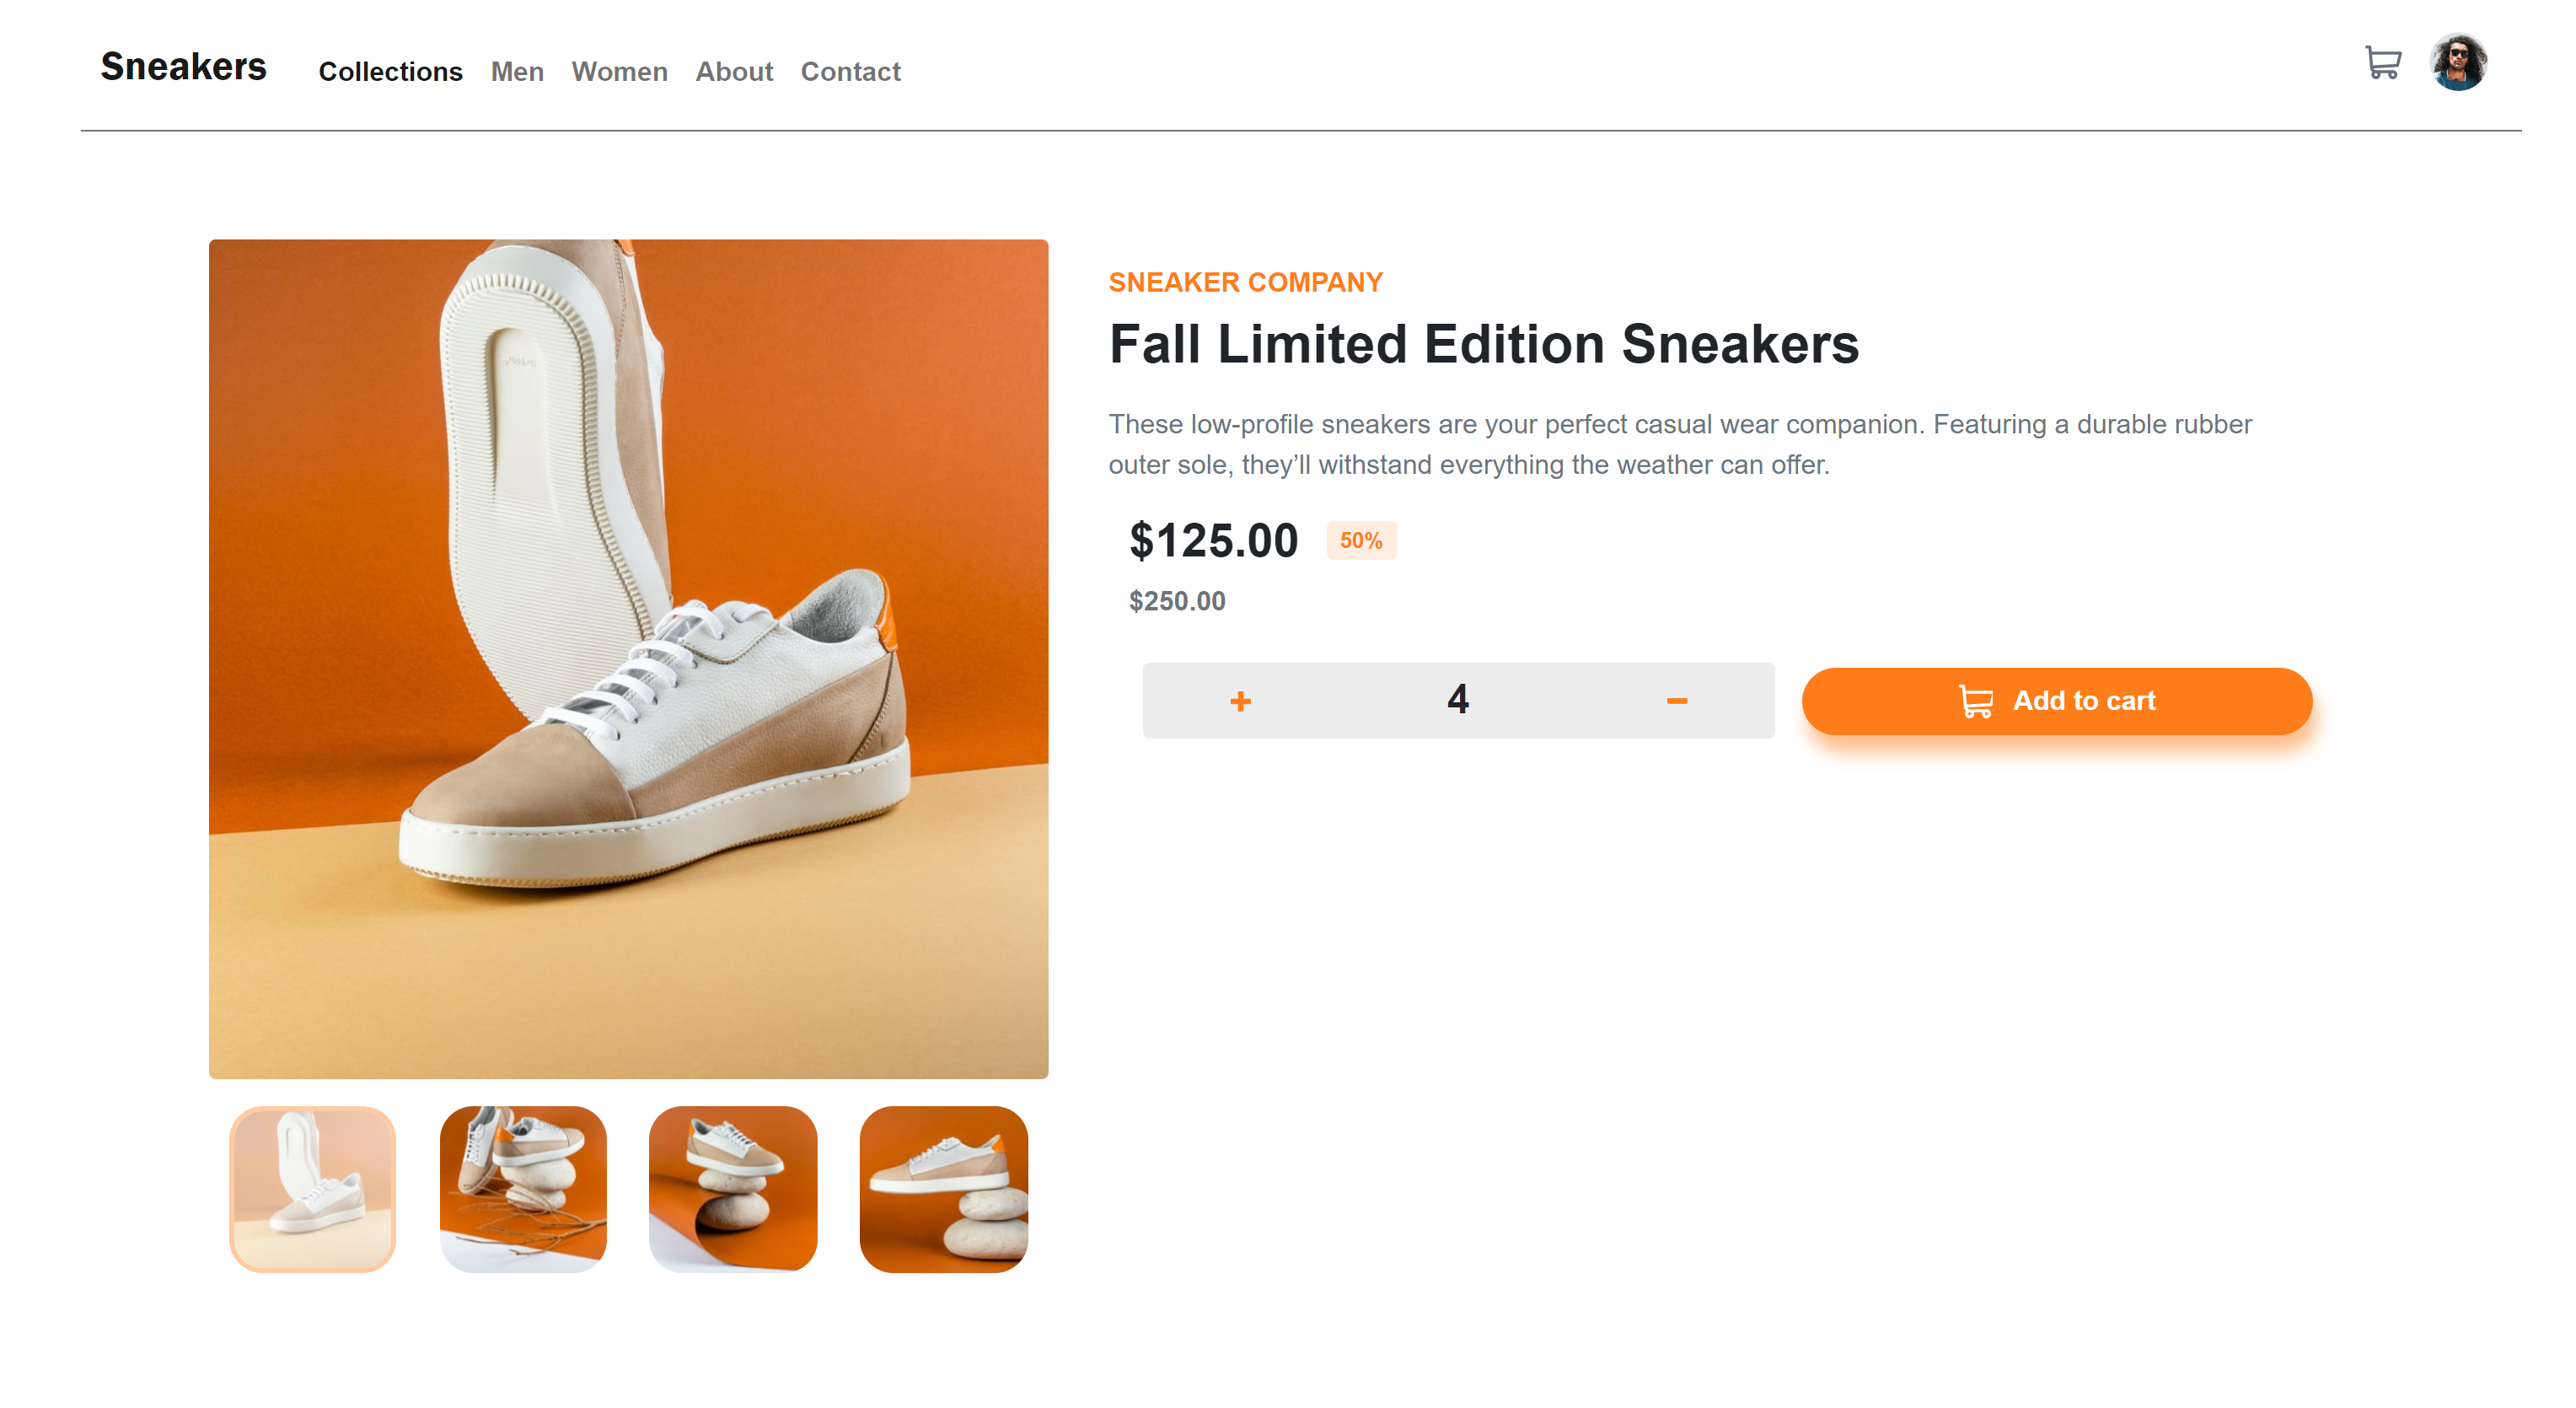 Sneakers
Collections Men Women About Contact
SNEAKER COMPANY
Fall Limited Edition Sneakers
These low-profile sneakers are your perfect casual wear companion. Featuring a durable rubber
outer sole, they’ll withstand everything the weather can offer.
$125.00 50%
$250.00
+ 4 −
Add to cart